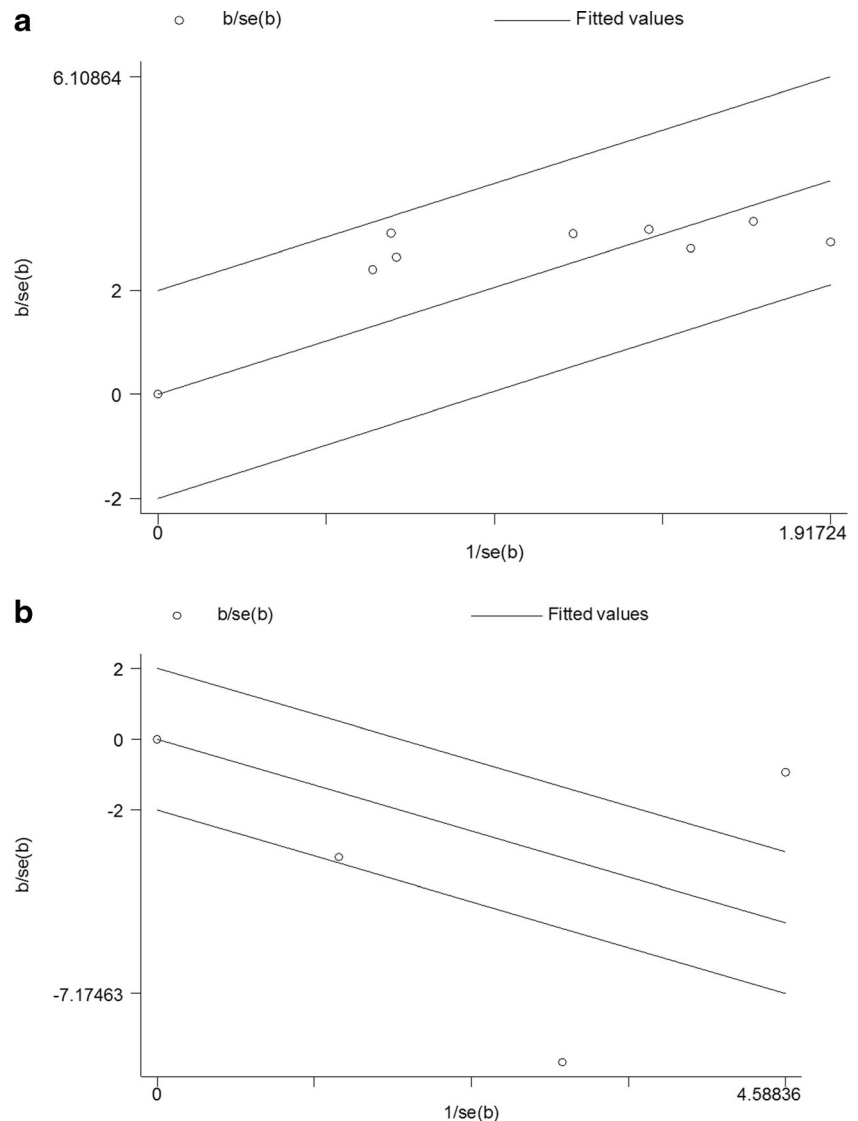 a
b/se(b) Fitted values
6.10864
2
0
-2
b/se(b)
0 1.91724
1/se(b)
b
b/se(b) Fitted values
2
0
-2
-7.17463
b/se(b)
0 4.58836
1/se(b)